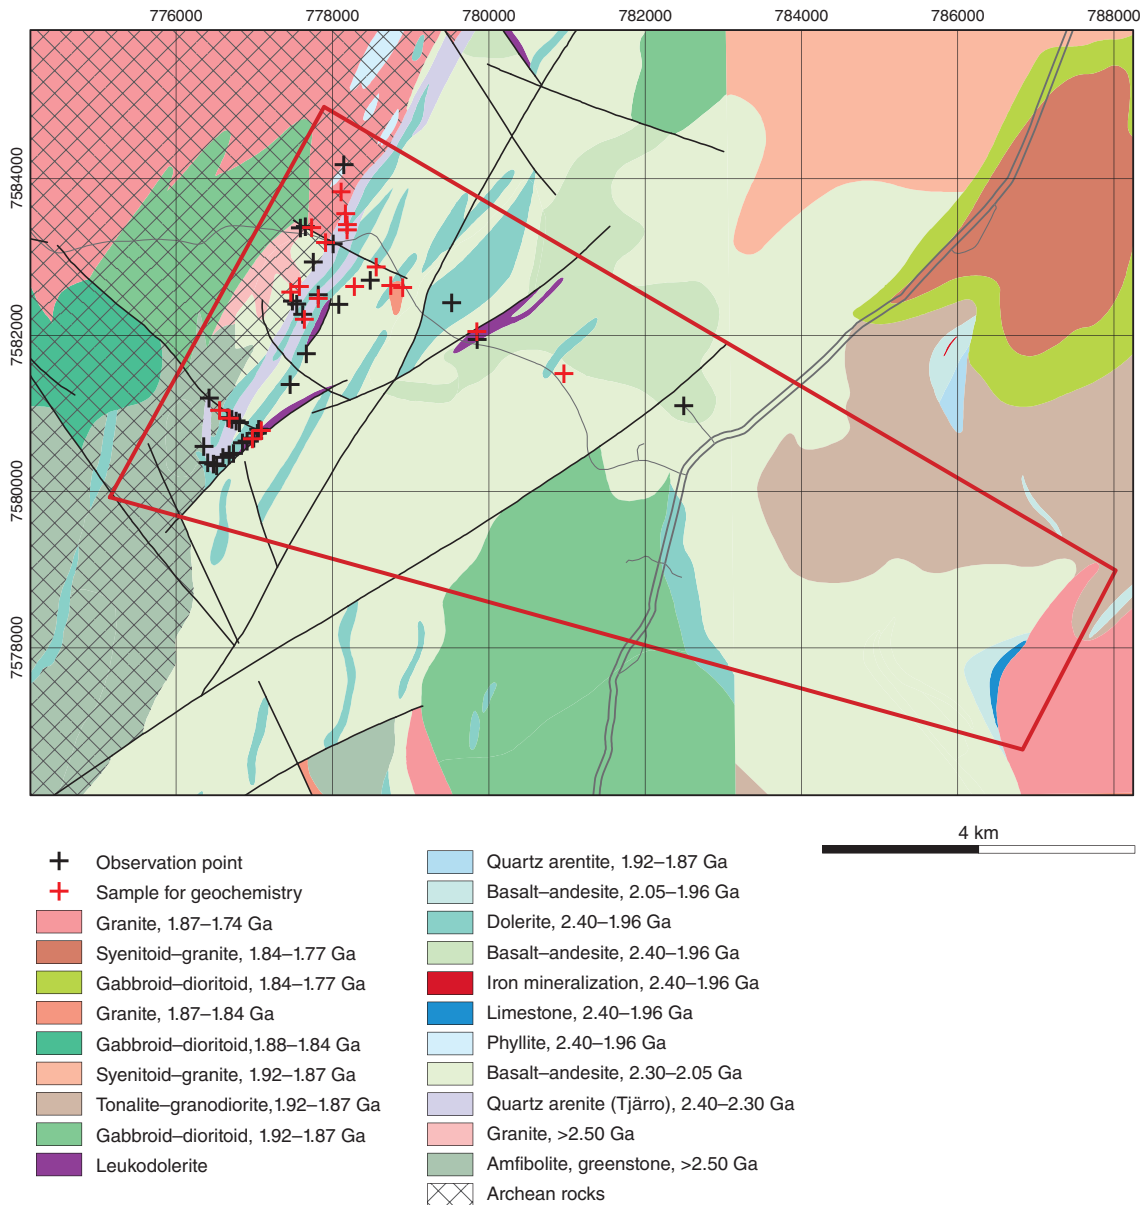 776000 778000 780000 782000 784000 786000 788000
7584000
7582000
7580000
7578000
4 km
Observation point
Sample for geochemistry
Granite, 1.87–1.74 Ga
Syenitoid–granite, 1.84–1.77 Ga
Gabbroid–dioritoid, 1.84–1.77 Ga
Granite, 1.87–1.84 Ga
Gabbroid–dioritoid,1.88–1.84 Ga
Syenitoid–granite, 1.92–1.87 Ga
Tonalite–granodiorite,1.92–1.87 Ga
Gabbroid–dioritoid, 1.92–1.87 Ga
Leukodolerite
Quartz arentite, 1.92–1.87 Ga
Basalt–andesite, 2.05–1.96 Ga
Dolerite, 2.40–1.96 Ga
Basalt–andesite, 2.40–1.96 Ga
Iron mineralization, 2.40–1.96 Ga
Limestone, 2.40–1.96 Ga
Phyllite, 2.40–1.96 Ga
Basalt–andesite, 2.30–2.05 Ga
Quartz arenite (Tjärro), 2.40–2.30 Ga
Granite, >2.50 Ga
Amfibolite, greenstone, >2.50 Ga
Archean rocks